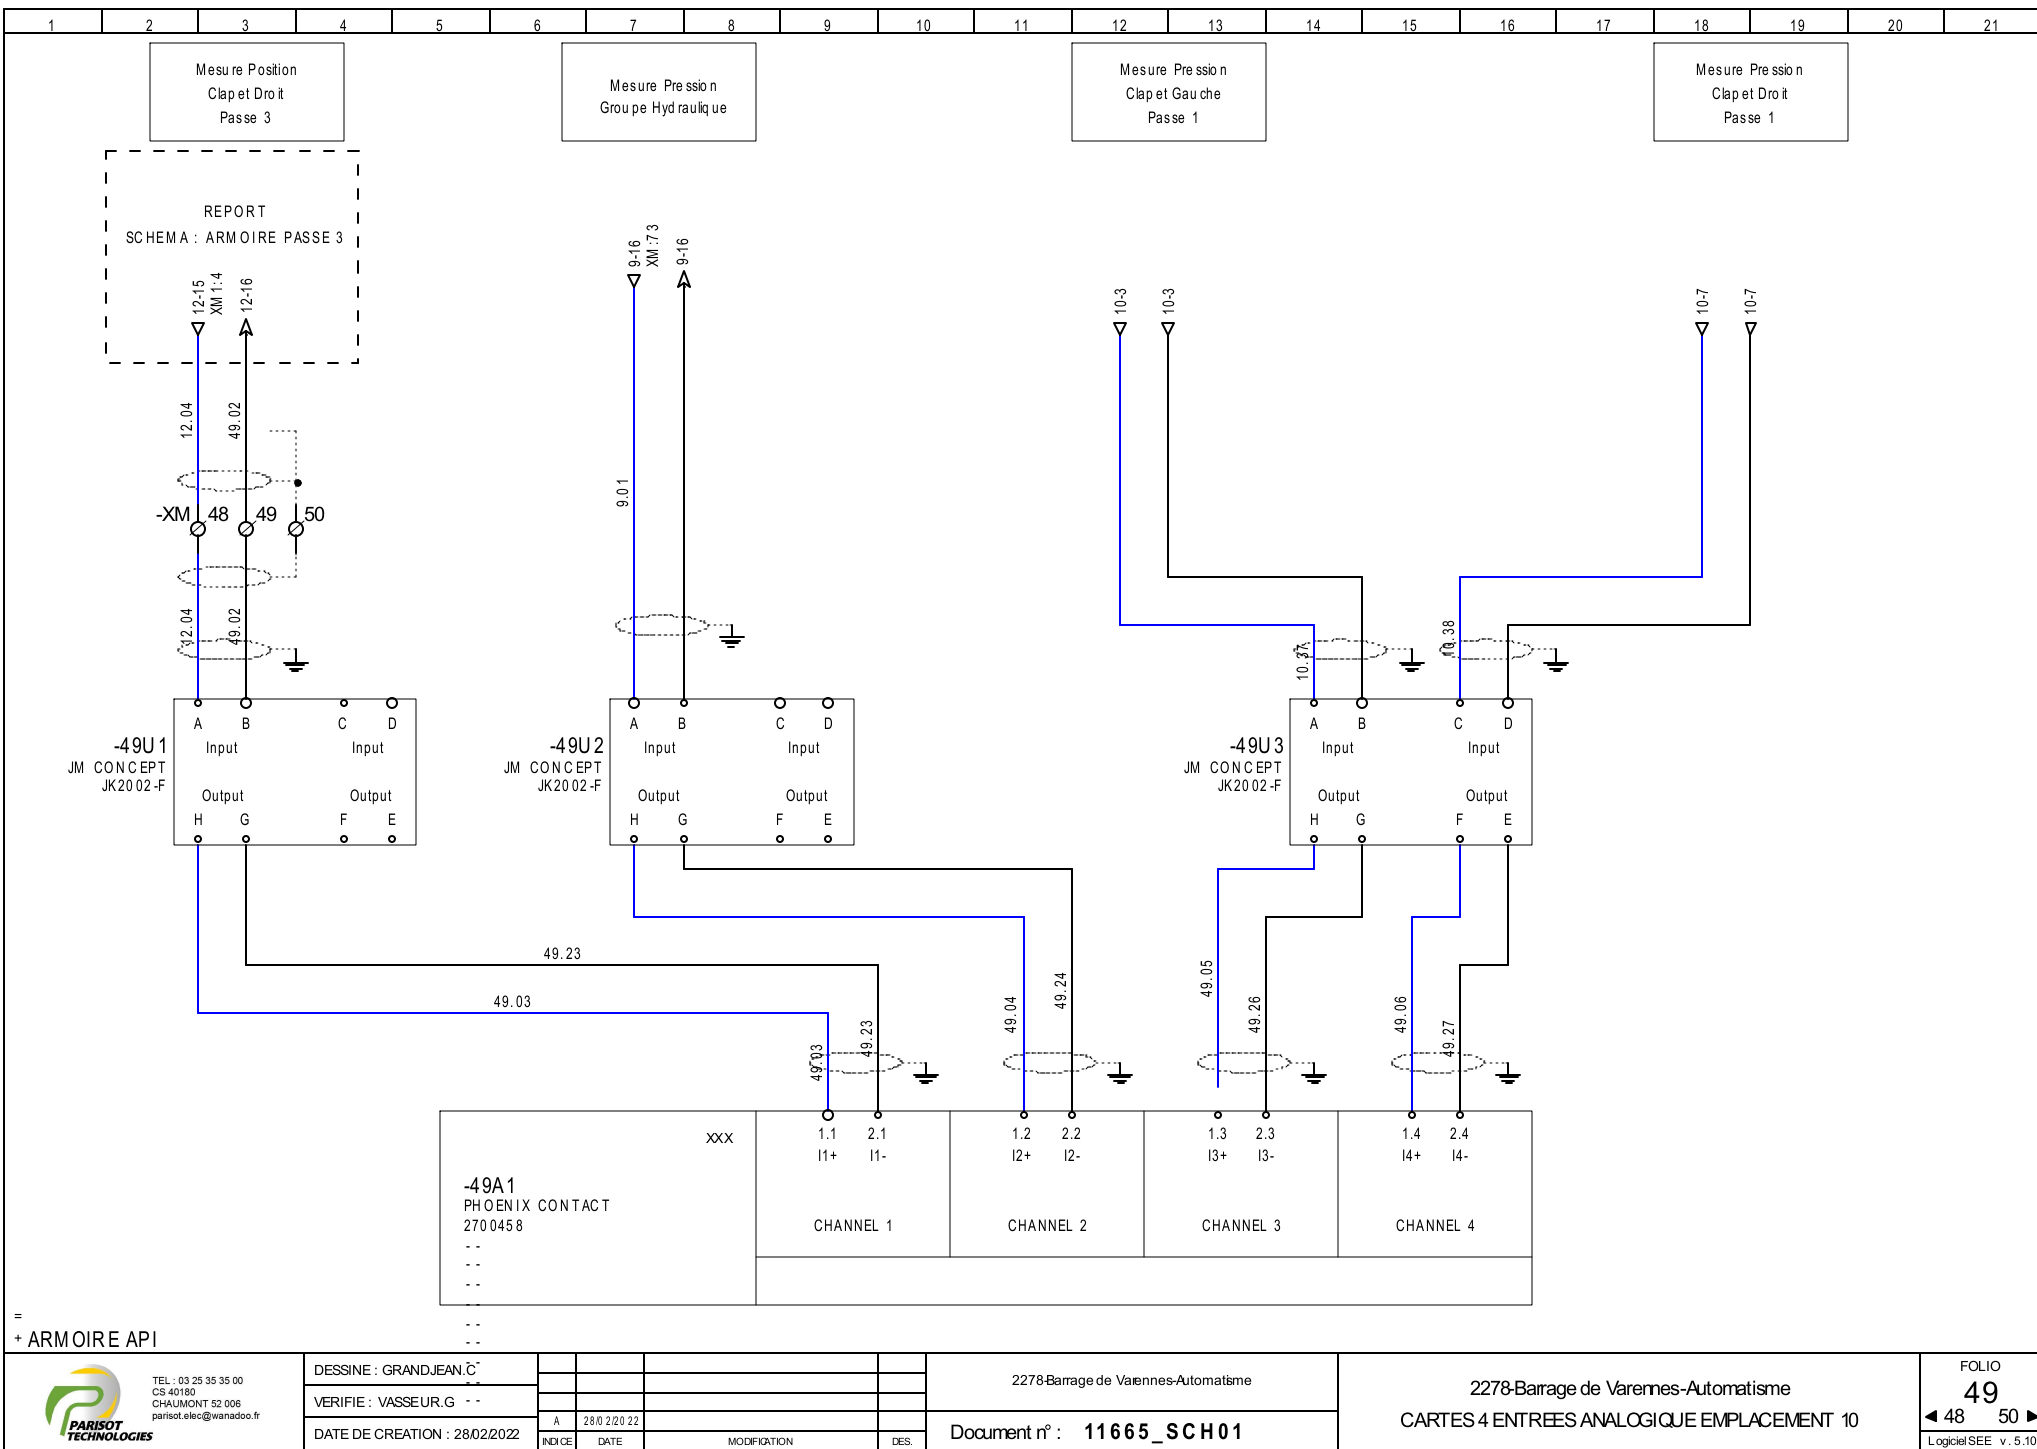 1 2 3 4 5 6 7 8 9 10 11 12 13 14 15 16 17 18 19 20 21
Mesure Position
Clapet Droit
Passe 3
Mesure Pression
Groupe Hydraulique
Mesure Pression
Clapet Gauche
Passe 1
Mesure Pression
Clapet Droit
Passe 1
REPORT
SCHEMA : ARMOIRE PASSE 3
12-15
XM1:4
12-16
9-16
XM:73
9-16
10-3
10-3
10-7
10-7
12.04
49.02
9.01
-XM 48 49 50
12.04
49.02
10.37
10.38
A B C D
Input Input
-49U1
JM CONCEPT
JK2002-F
Output Output
H G F E
A B C D
Input Input
-49U2
JM CONCEPT
JK2002-F
Output Output
H G F E
A B C D
Input Input
-49U3
JM CONCEPT
JK2002-F
Output Output
H G F E
49.23
49.03
49.03
49.23
49.04
49.24
49.05
49.26
49.06
49.27
XXX
-49A1
PHOENIX CONTACT
2700458
--
--
--
--
--
--
--
--
--
1.1 2.1
I1+ I1-
CHANNEL 1
1.2 2.2
I2+ I2-
CHANNEL 2
1.3 2.3
I3+ I3-
CHANNEL 3
1.4 2.4
I4+ I4-
CHANNEL 4
=
+ ARMOIRE API
PARISOT
TECHNOLOGIES
TEL : 03 25 35 35 00
CS 40180
CHAUMONT 52 006
parisot.elec@wanadoo.fr
DESSINE : GRANDJEAN.C
VERIFIE : VASSEUR.G
DATE DE CREATION : 28/02/2022
A 28/02/2022
INDICE DATE MODIFICATION DES.
2278-Barrage de Varennes-Automatisme
Document n° : 11665_SCH01
2278-Barrage de Varennes-Automatisme
CARTES 4 ENTREES ANALOGIQUE EMPLACEMENT 10
FOLIO
49
◄ 48 50 ►
Logiciel SEE v. 5.10